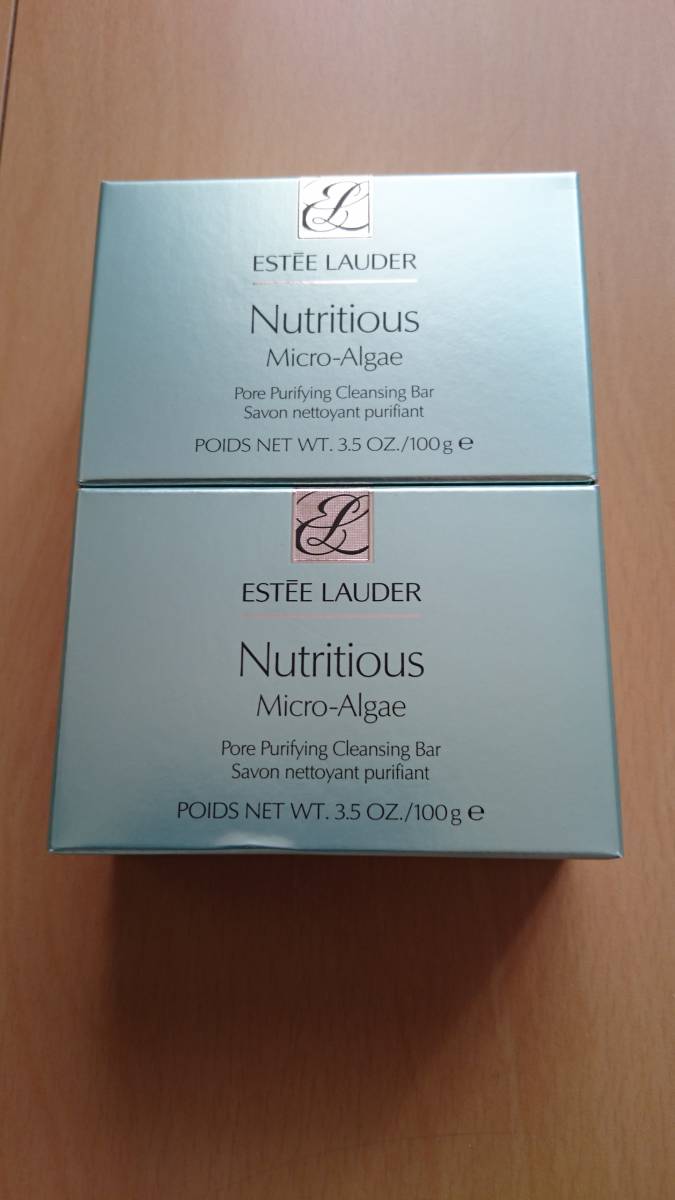 EL
ESTĒE LAUDER
Nutritious
Micro-Algae
Pore Purifying Cleansing Bar
Savon nettoyant purifiant
POIDS NET WT. 3.5 OZ./100g ℮
EL
ESTĒE LAUDER
Nutritious
Micro-Algae
Pore Purifying Cleansing Bar
Savon nettoyant purifiant
POIDS NET WT. 3.5 OZ./100g ℮